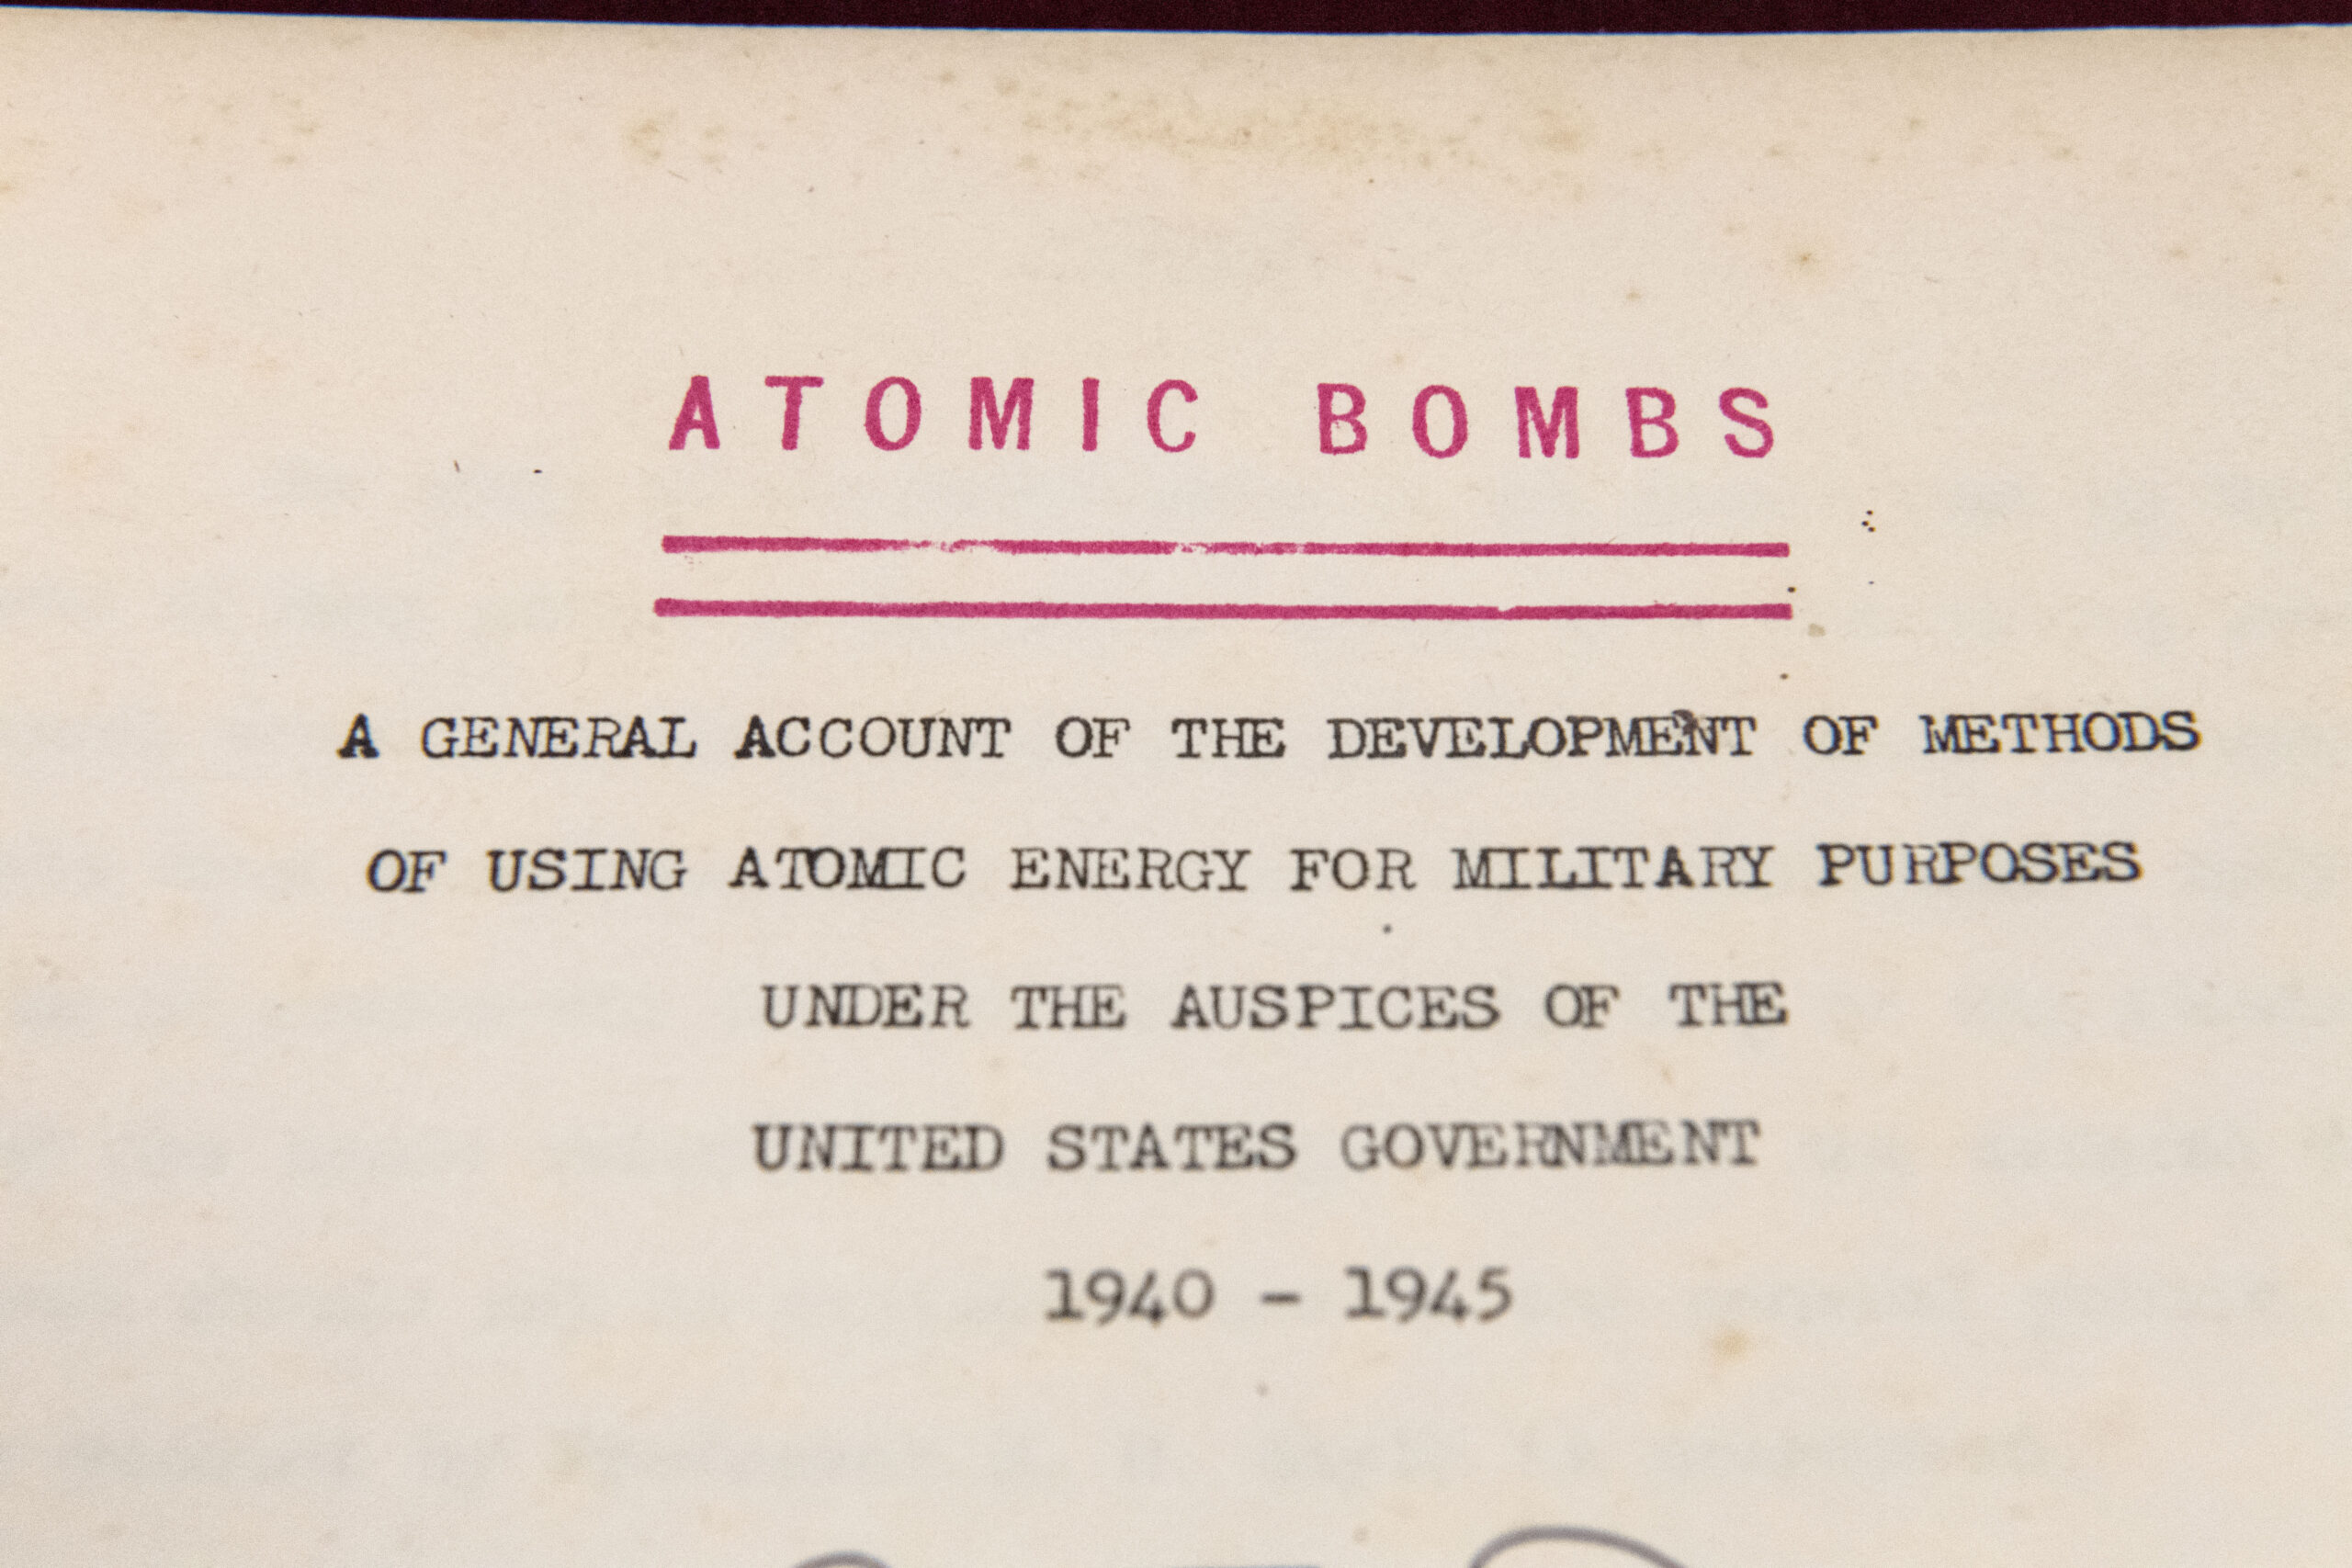 ATOMIC BOMBS
A GENERAL ACCOUNT OF THE DEVELOPMENT OF METHODS
OF USING ATOMIC ENERGY FOR MILITARY PURPOSES
UNDER THE AUSPICES OF THE
UNITED STATES GOVERNMENT
1940 - 1945